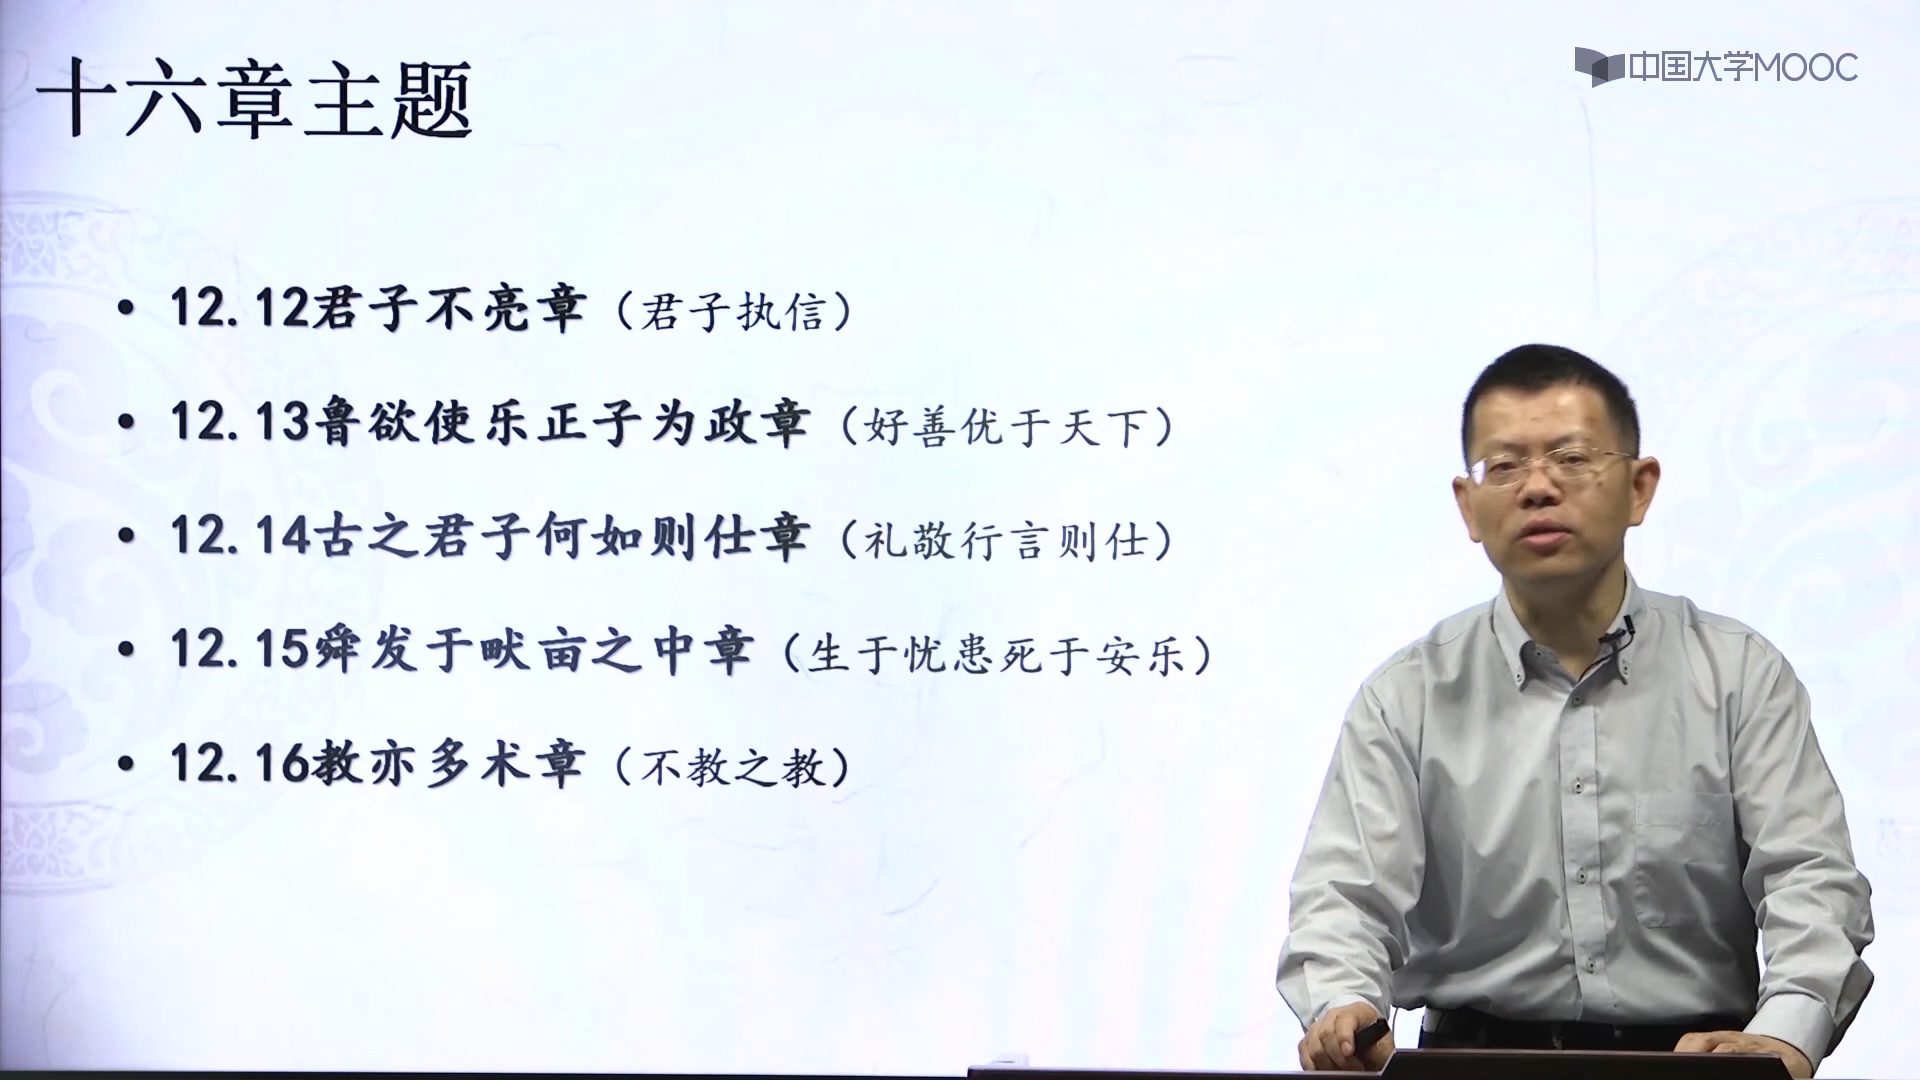 十六章主题
中国大学MOOC
• 12.12君子不亮章（君子执信）
• 12.13鲁欲使乐正子为政章（好善优于天下）
• 12.14古之君子何如则仕章（礼敬行言则仕）
• 12.15舜发于畎亩之中章（生于忧患死于安乐）
• 12.16教亦多术章（不教之教）